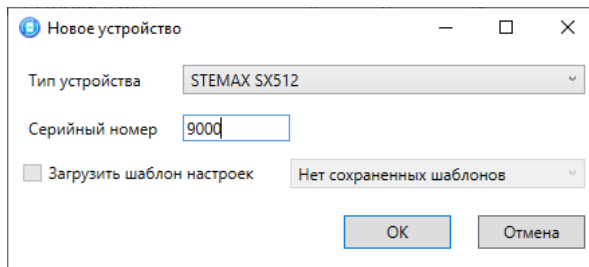 Новое устройство
Тип устройства STEMAX SX512
Серийный номер 9000
Загрузить шаблон настроек Нет сохраненных шаблонов
OK Отмена